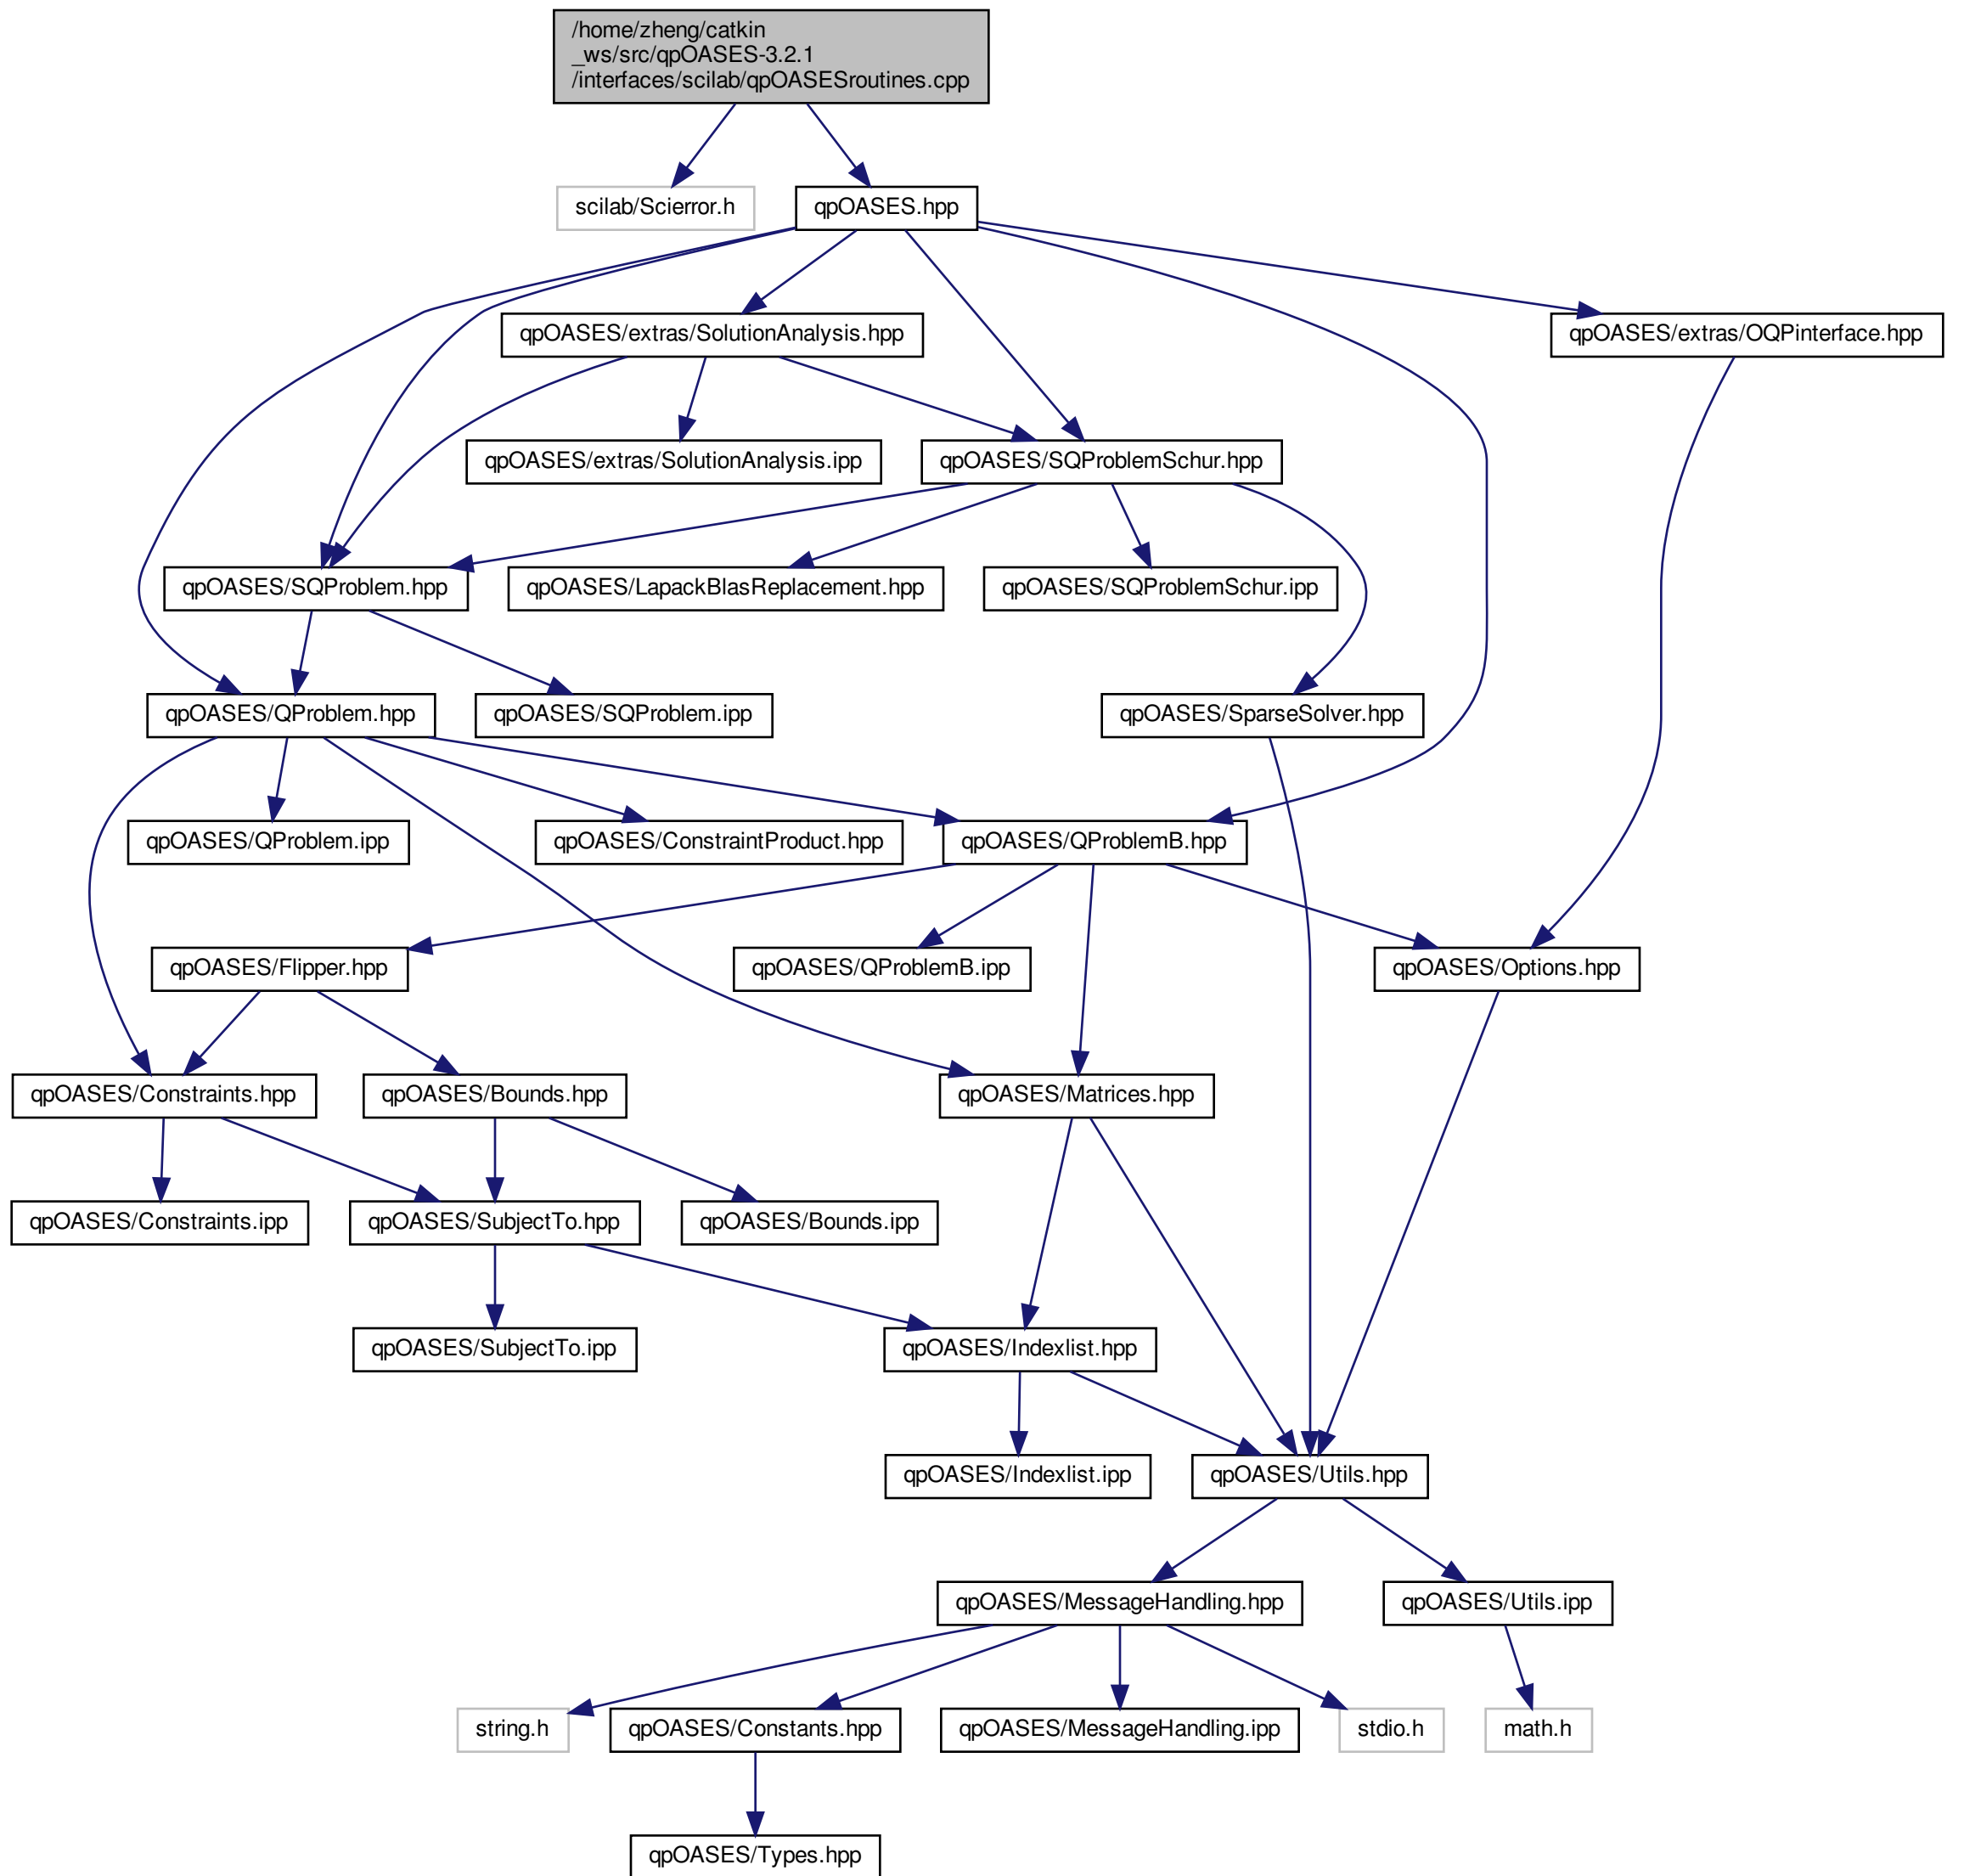 /home/zheng/catkin
_ws/src/qpOASES-3.2.1
/interfaces/scilab/qpOASESroutines.cpp
scilab/Scierror.h
qpOASES.hpp
qpOASES/extras/SolutionAnalysis.hpp
qpOASES/extras/OQPinterface.hpp
qpOASES/extras/SolutionAnalysis.ipp
qpOASES/SQProblemSchur.hpp
qpOASES/SQProblem.hpp
qpOASES/LapackBlasReplacement.hpp
qpOASES/SQProblemSchur.ipp
qpOASES/QProblem.hpp
qpOASES/SQProblem.ipp
qpOASES/SparseSolver.hpp
qpOASES/QProblem.ipp
qpOASES/ConstraintProduct.hpp
qpOASES/QProblemB.hpp
qpOASES/Flipper.hpp
qpOASES/QProblemB.ipp
qpOASES/Options.hpp
qpOASES/Constraints.hpp
qpOASES/Bounds.hpp
qpOASES/Matrices.hpp
qpOASES/Constraints.ipp
qpOASES/SubjectTo.hpp
qpOASES/Bounds.ipp
qpOASES/SubjectTo.ipp
qpOASES/Indexlist.hpp
qpOASES/Indexlist.ipp
qpOASES/Utils.hpp
qpOASES/MessageHandling.hpp
qpOASES/Utils.ipp
string.h
qpOASES/Constants.hpp
qpOASES/MessageHandling.ipp
stdio.h
math.h
qpOASES/Types.hpp